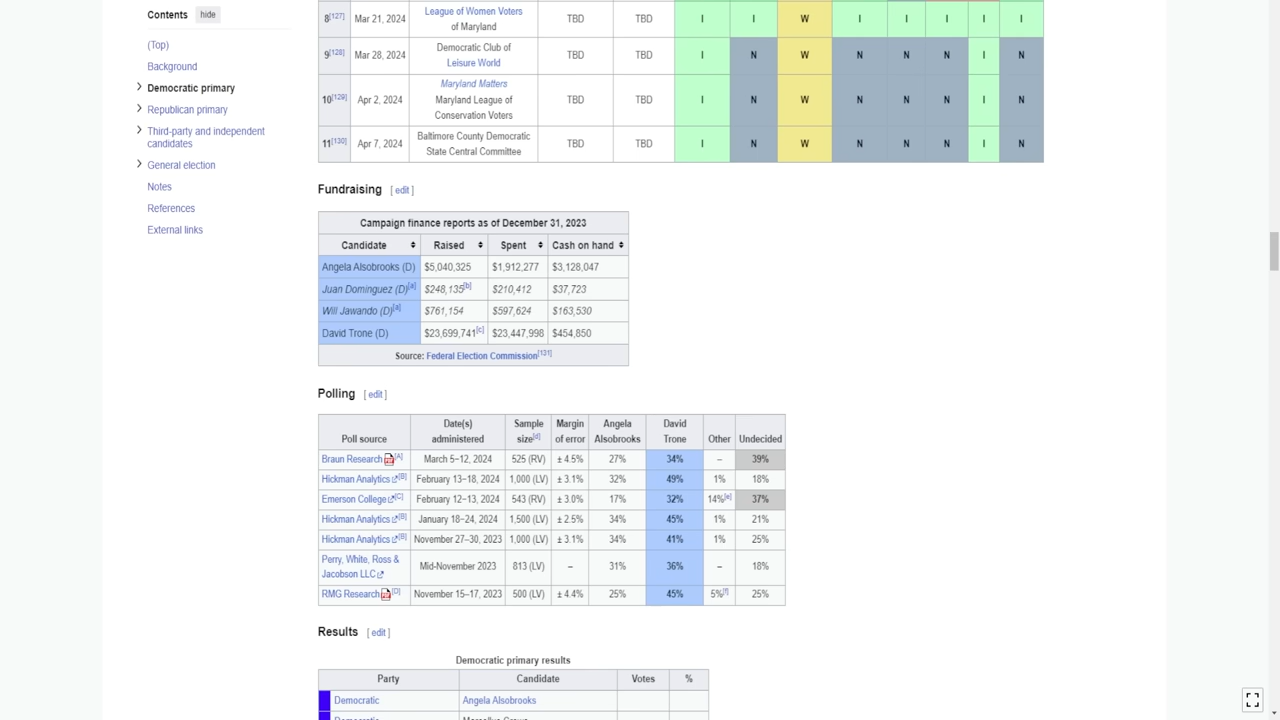 Contents hide
(Top)
Background
Democratic primary
Republican primary
Third-party and independent
candidates
General election
Notes
References
External links
8[127] Mar 21, 2024 League of Women Voters of Maryland TBD TBD I I W I I I I I
9[128] Mar 28, 2024 Democratic Club of Leisure World TBD TBD I N W N N N I N
10[129] Apr 2, 2024 Maryland Matters Maryland League of Conservation Voters TBD TBD I N W N N N I N
11[130] Apr 7, 2024 Baltimore County Democratic State Central Committee TBD TBD I N W N N N I N
Fundraising [ edit ]
Campaign finance reports as of December 31, 2023
Candidate Raised Spent Cash on hand
Angela Alsobrooks (D) $5,040,325 $1,912,277 $3,128,047
Juan Dominguez (D)[a] $248,135[b] $210,412 $37,723
Will Jawando (D)[a] $761,154 $597,624 $163,530
David Trone (D) $23,699,741[c] $23,447,998 $454,850
Source: Federal Election Commission[131]
Polling [ edit ]
Poll source Date(s) administered Sample size[d] Margin of error Angela Alsobrooks David Trone Other Undecided
Braun Research [A] March 5–12, 2024 525 (RV) ± 4.5% 27% 34% – 39%
Hickman Analytics [B] February 13–18, 2024 1,000 (LV) ± 3.1% 32% 49% 1% 18%
Emerson College [C] February 12–13, 2024 543 (RV) ± 3.0% 17% 32% 14%[e] 37%
Hickman Analytics [B] January 18–24, 2024 1,500 (LV) ± 2.5% 34% 45% 1% 21%
Hickman Analytics [B] November 27–30, 2023 1,000 (LV) ± 3.1% 34% 41% 1% 25%
Perry, White, Ross & Jacobson LLC Mid-November 2023 813 (LV) – 31% 36% – 18%
RMG Research [D] November 15–17, 2023 500 (LV) ± 4.4% 25% 45% 5%[f] 25%
Results [ edit ]
Democratic primary results
Party Candidate Votes %
Democratic Angela Alsobrooks